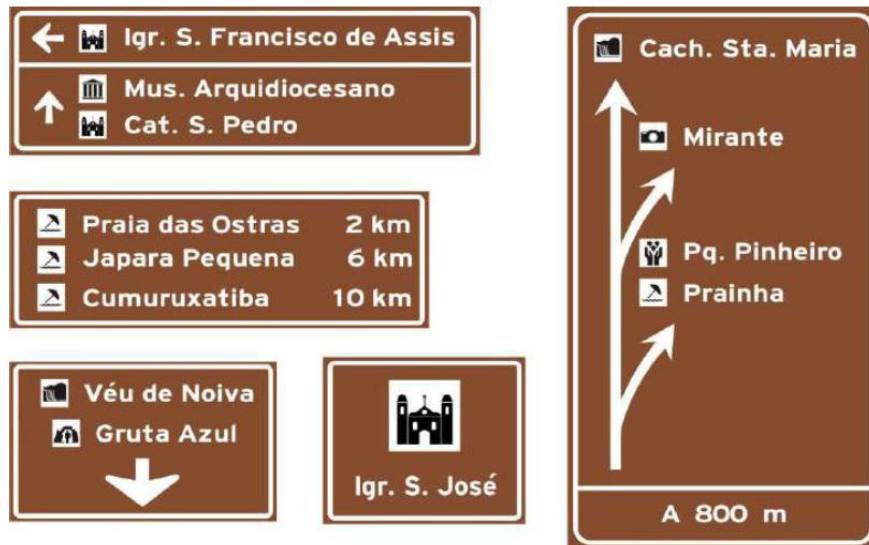 Igr. S. Francisco de Assis
Mus. Arquidiocesano
Cat. S. Pedro
Praia das Ostras 2 km
Japara Pequena 6 km
Cumuruxatiba 10 km
Véu de Noiva
Gruta Azul
Igr. S. José
Cach. Sta. Maria
Mirante
Pq. Pinheiro
Prainha
A 800 m